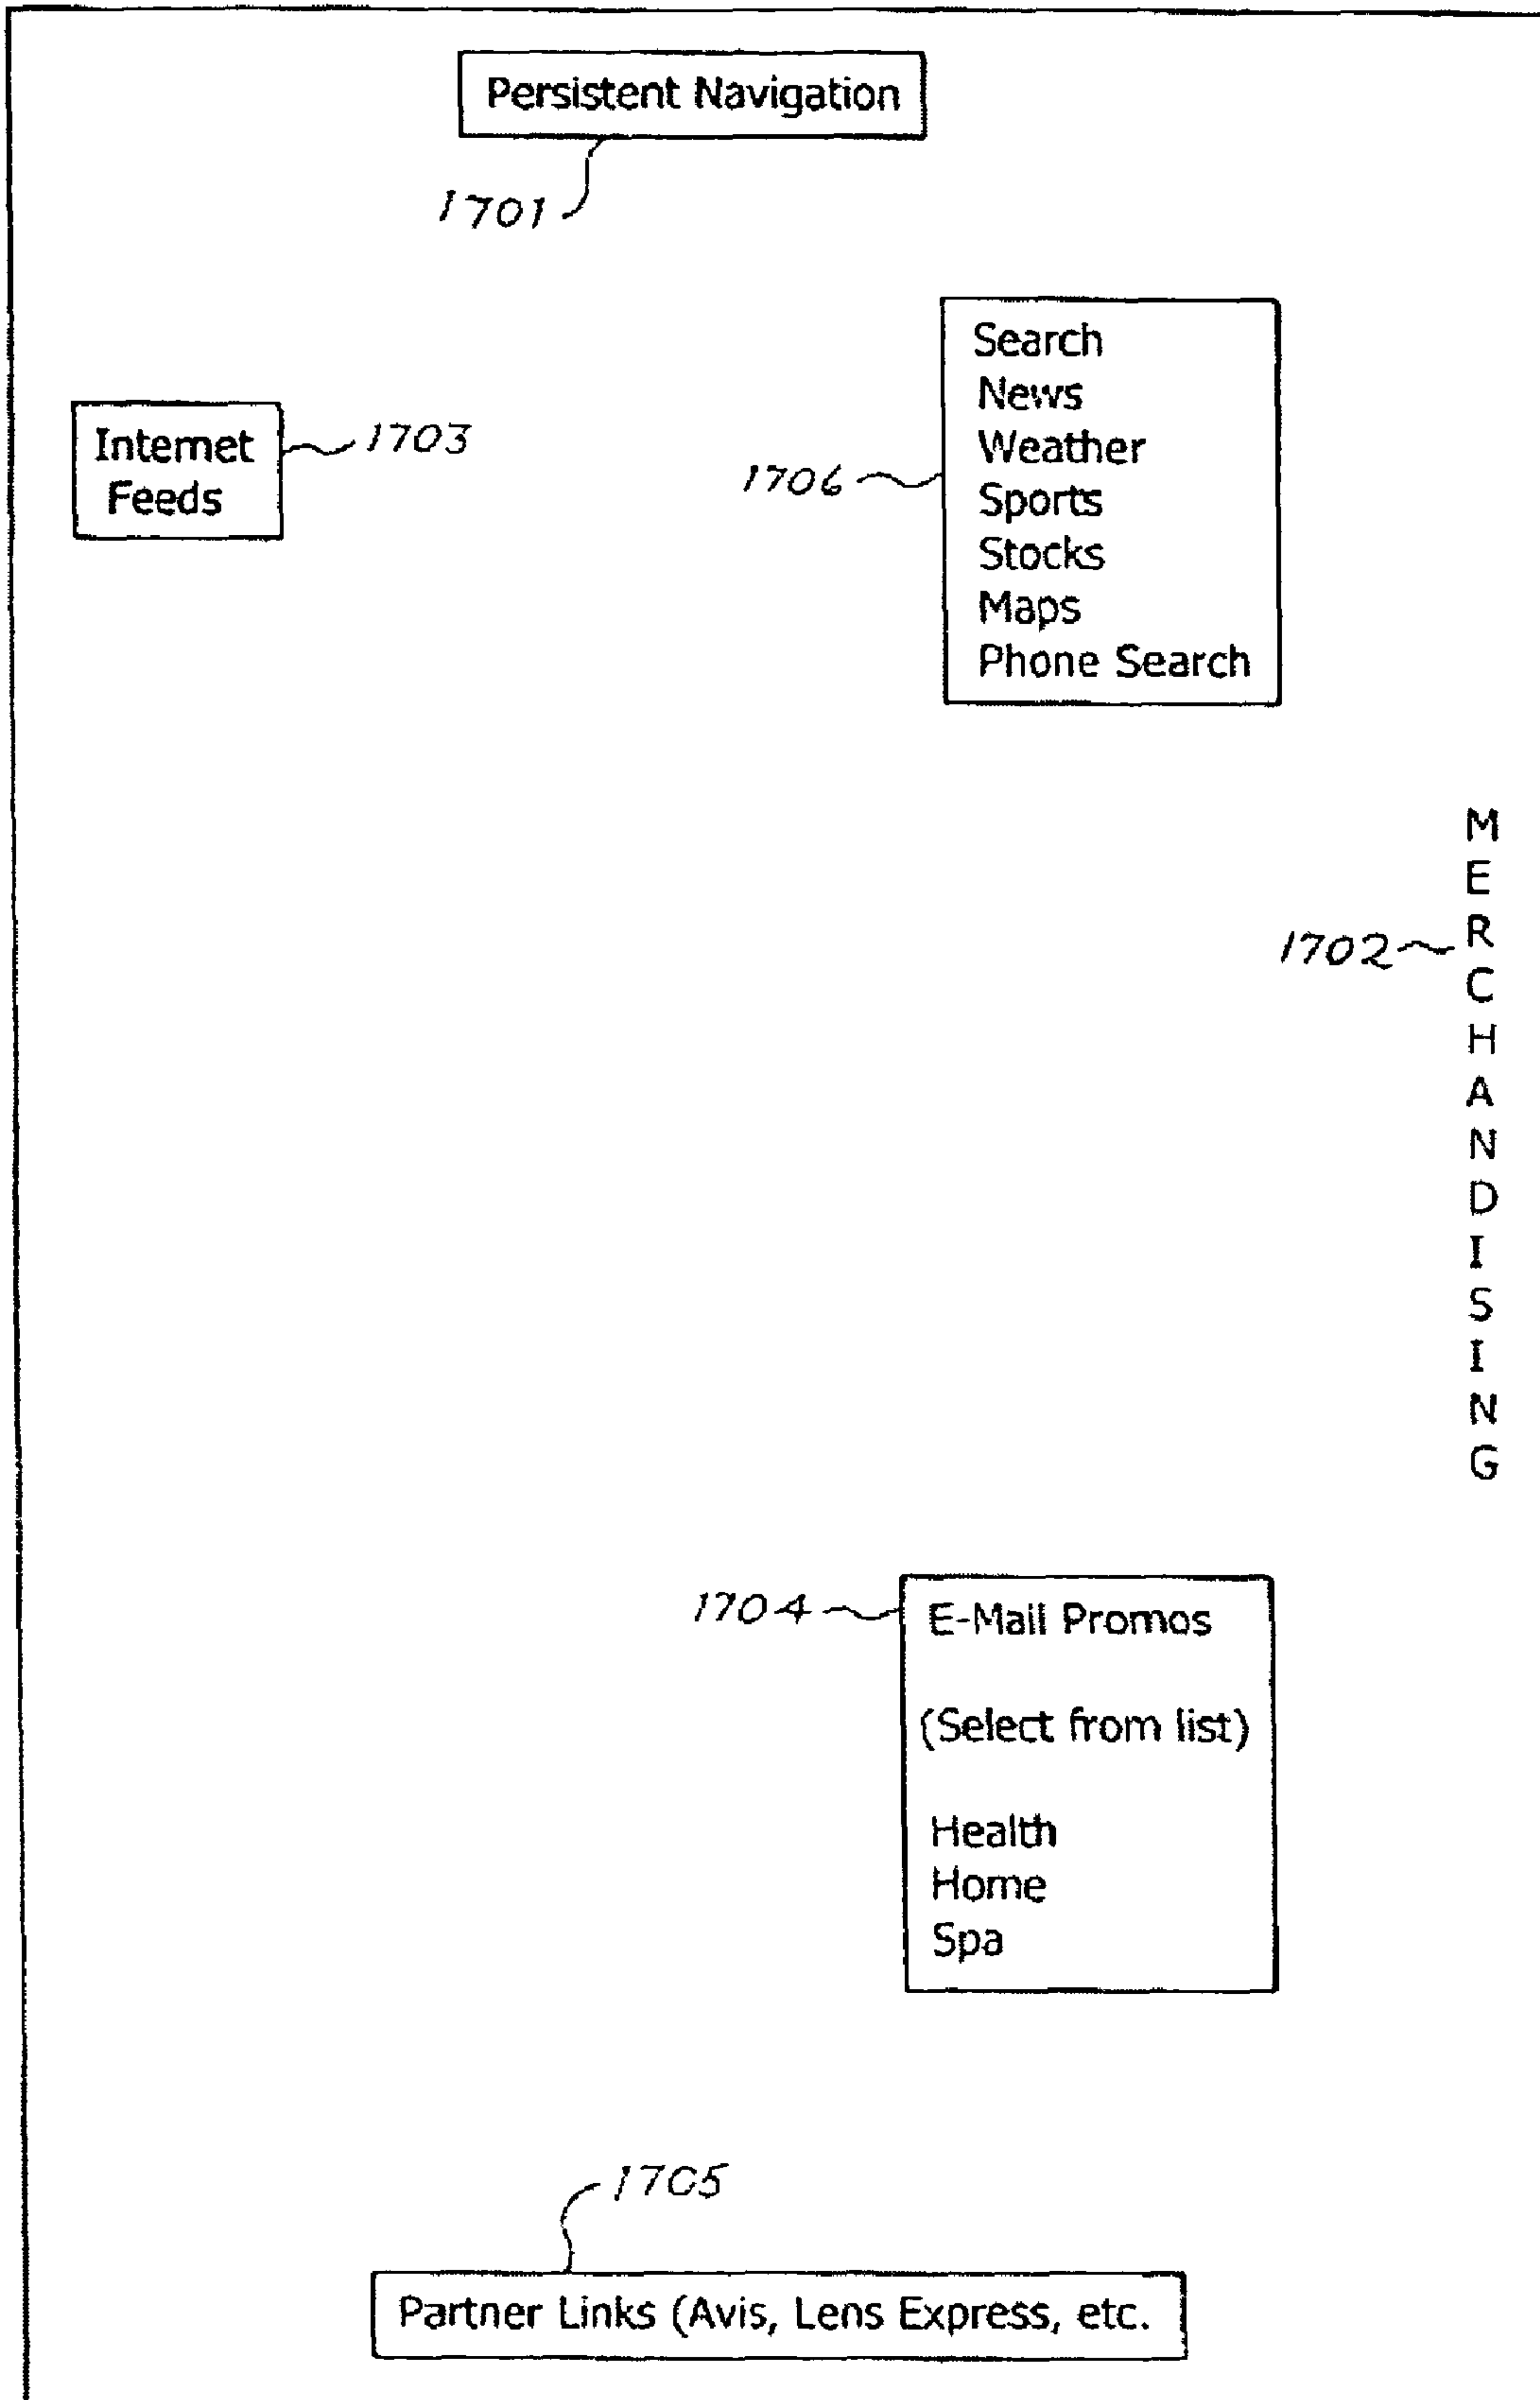 Persistent Navigation
1701
Search
News
Internet
Feeds
1703
Weather
1706
Sports
Stocks
Maps
Phone Search
M
E
R
1702
C
H
A
N
D
I
S
I
N
G
1704
E-Mail Promos
(Select from list)
Health
Home
Spa
1705
Partner Links (Avis, Lens Express, etc.